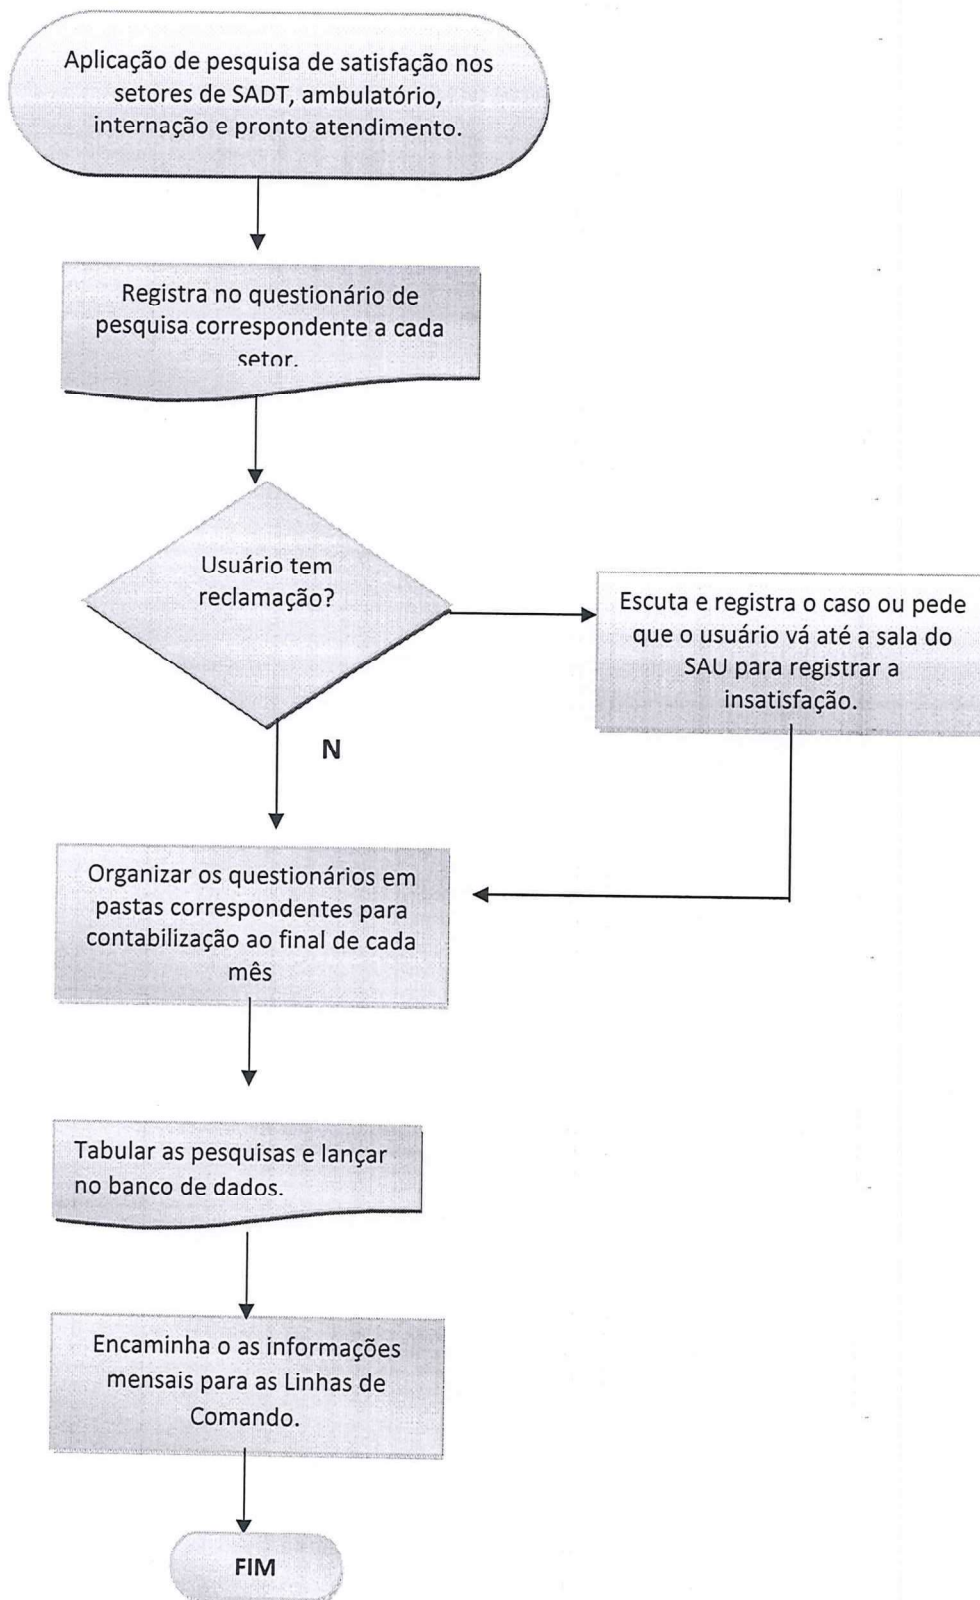 Aplicação de pesquisa de satisfação nos
setores de SADT, ambulatório,
internação e pronto atendimento.
Registra no questionário de
pesquisa correspondente a cada
setor.
Usuário tem
reclamação?
Escuta e registra o caso ou pede
que o usuário vá até a sala do
SAU para registrar a
insatisfação.
N
Organizar os questionários em
pastas correspondentes para
contabilização ao final de cada
mês
Tabular as pesquisas e lançar
no banco de dados.
Encaminha o as informações
mensais para as Linhas de
Comando.
FIM